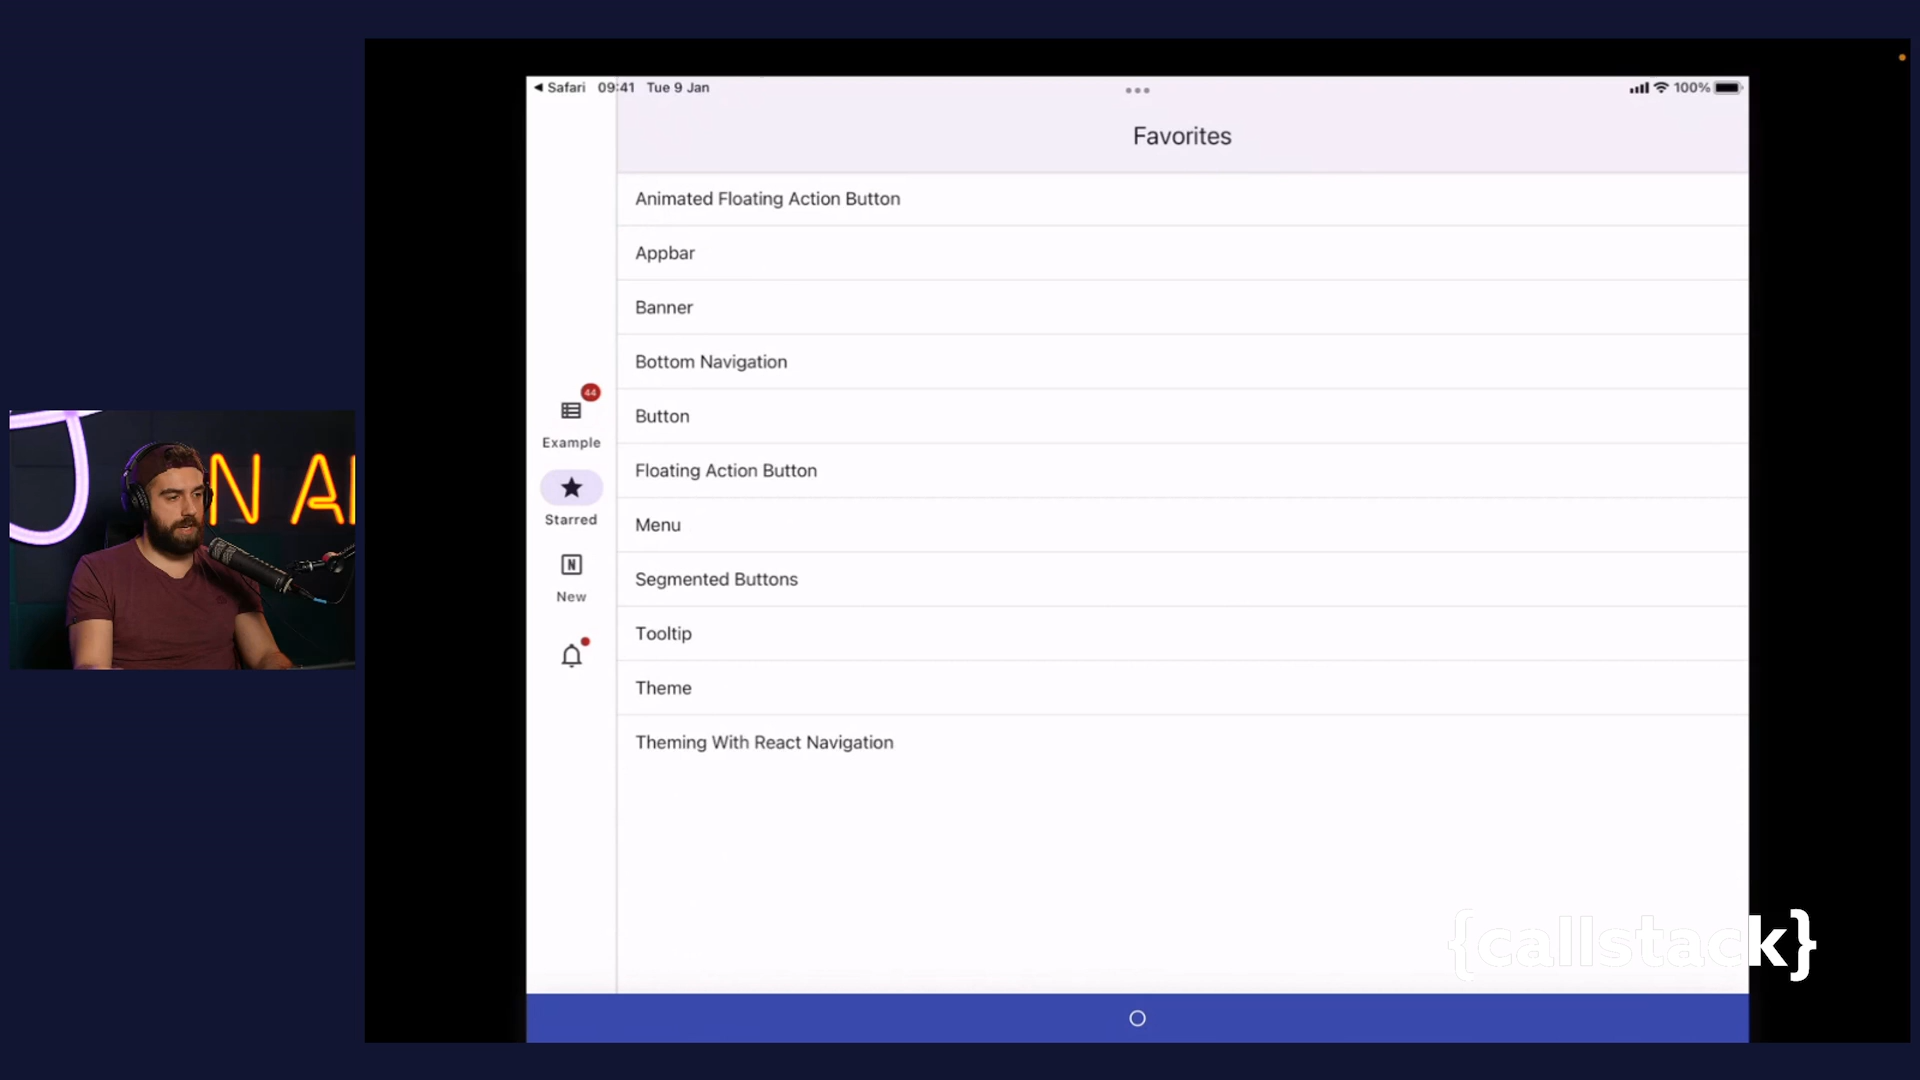 ◀ Safari 09:41 Tue 9 Jan
100%
Favorites
Animated Floating Action Button
Appbar
Banner
Bottom Navigation
Button
Floating Action Button
Menu
Segmented Buttons
Tooltip
Theme
Theming With React Navigation
44
Example
Starred
N
New
N AI
{callstack}